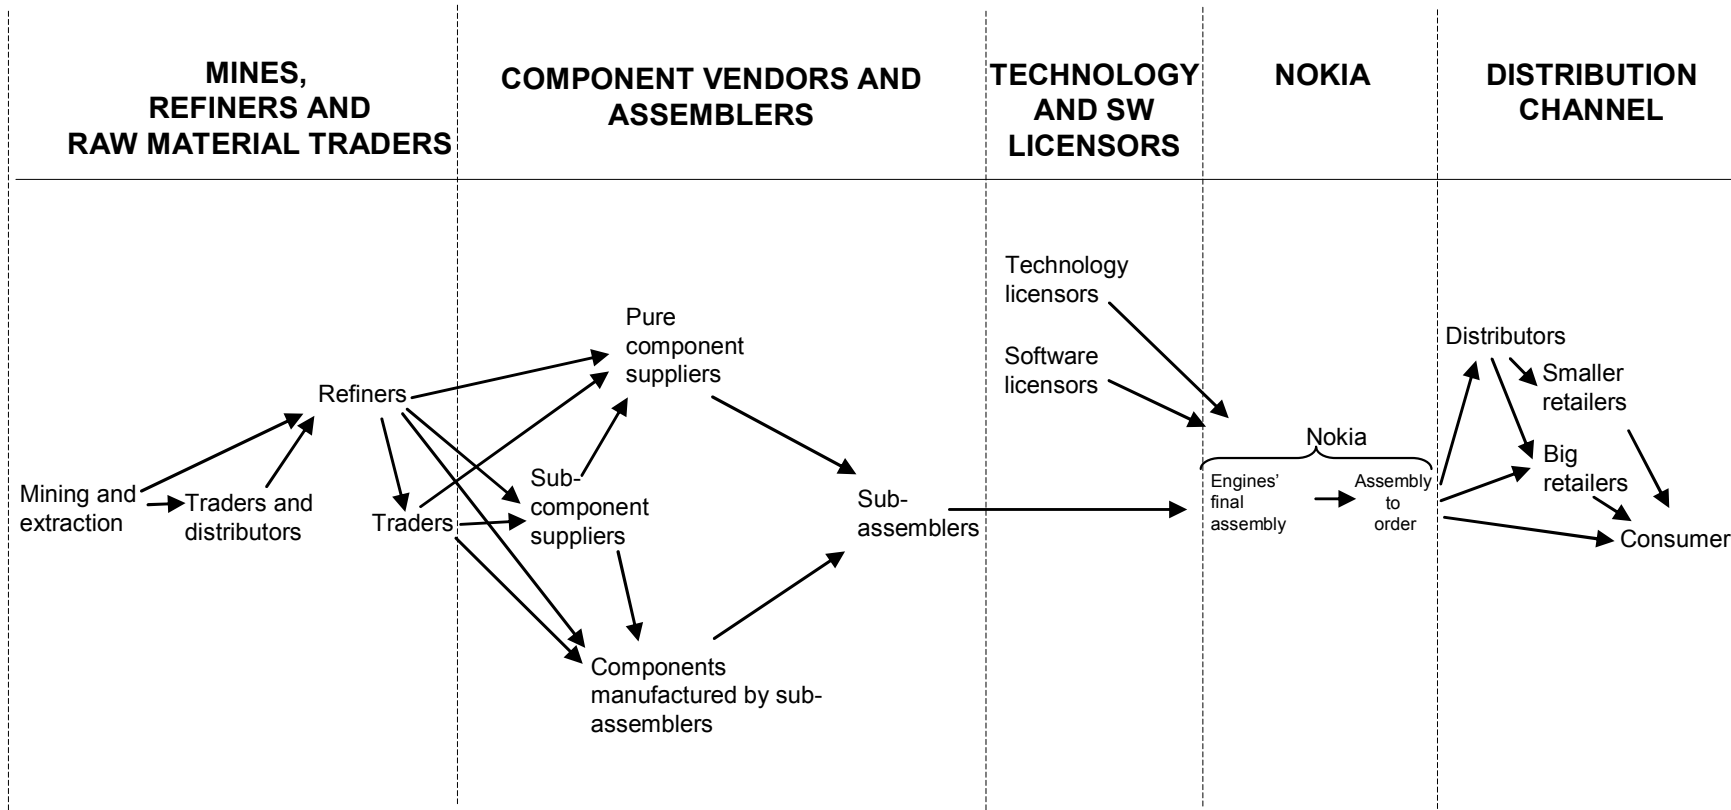 MINES,
REFINERS AND
RAW MATERIAL TRADERS
COMPONENT VENDORS AND
ASSEMBLERS
TECHNOLOGY
AND SW
LICENSORS
NOKIA
DISTRIBUTION
CHANNEL
Mining and
extraction
Traders and
distributors
Refiners
Traders
Pure
component
suppliers
Sub-
component
suppliers
Components
manufactured by sub-
assemblers
Sub-
assemblers
Technology
licensors
Software
licensors
Nokia
Engines'
final
assembly
Assembly
to
order
Distributors
Smaller
retailers
Big
retailers
Consumer